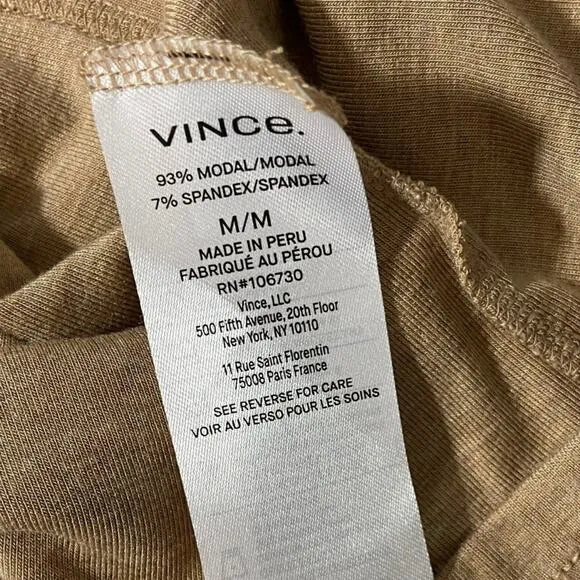 VINCe.
93% MODAL/MODAL
7% SPANDEX/SPANDEX
M/M
MADE IN PERU
FABRIQUÉ AU PÉROU
RN#106730
Vince, LLC
500 Fifth Avenue, 20th Floor
New York, NY 10110
11 Rue Saint Florentin
75008 Paris France
SEE REVERSE FOR CARE
VOIR AU VERSO POUR LES SOINS